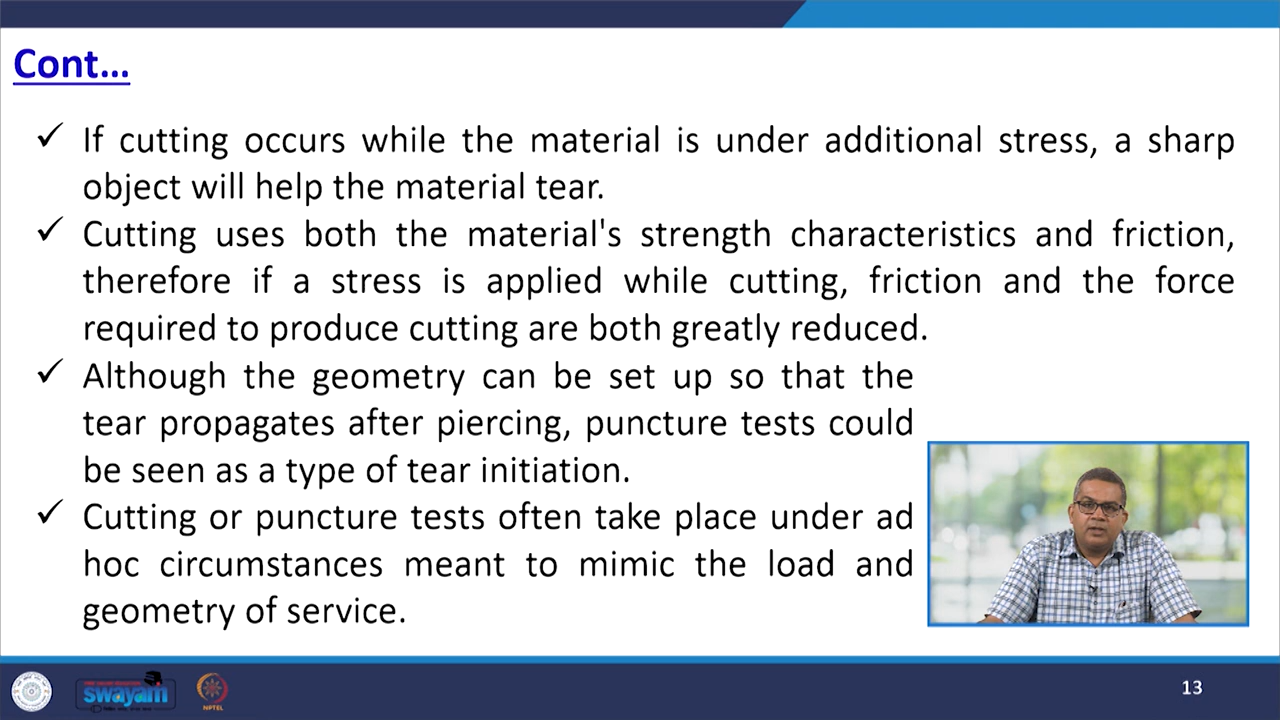 Cont...
✓ If cutting occurs while the material is under additional stress, a sharp
object will help the material tear.
✓ Cutting uses both the material's strength characteristics and friction,
therefore if a stress is applied while cutting, friction and the force
required to produce cutting are both greatly reduced.
✓ Although the geometry can be set up so that the
tear propagates after piercing, puncture tests could
be seen as a type of tear initiation.
✓ Cutting or puncture tests often take place under ad
hoc circumstances meant to mimic the load and
geometry of service.
swayam
NPTEL
13